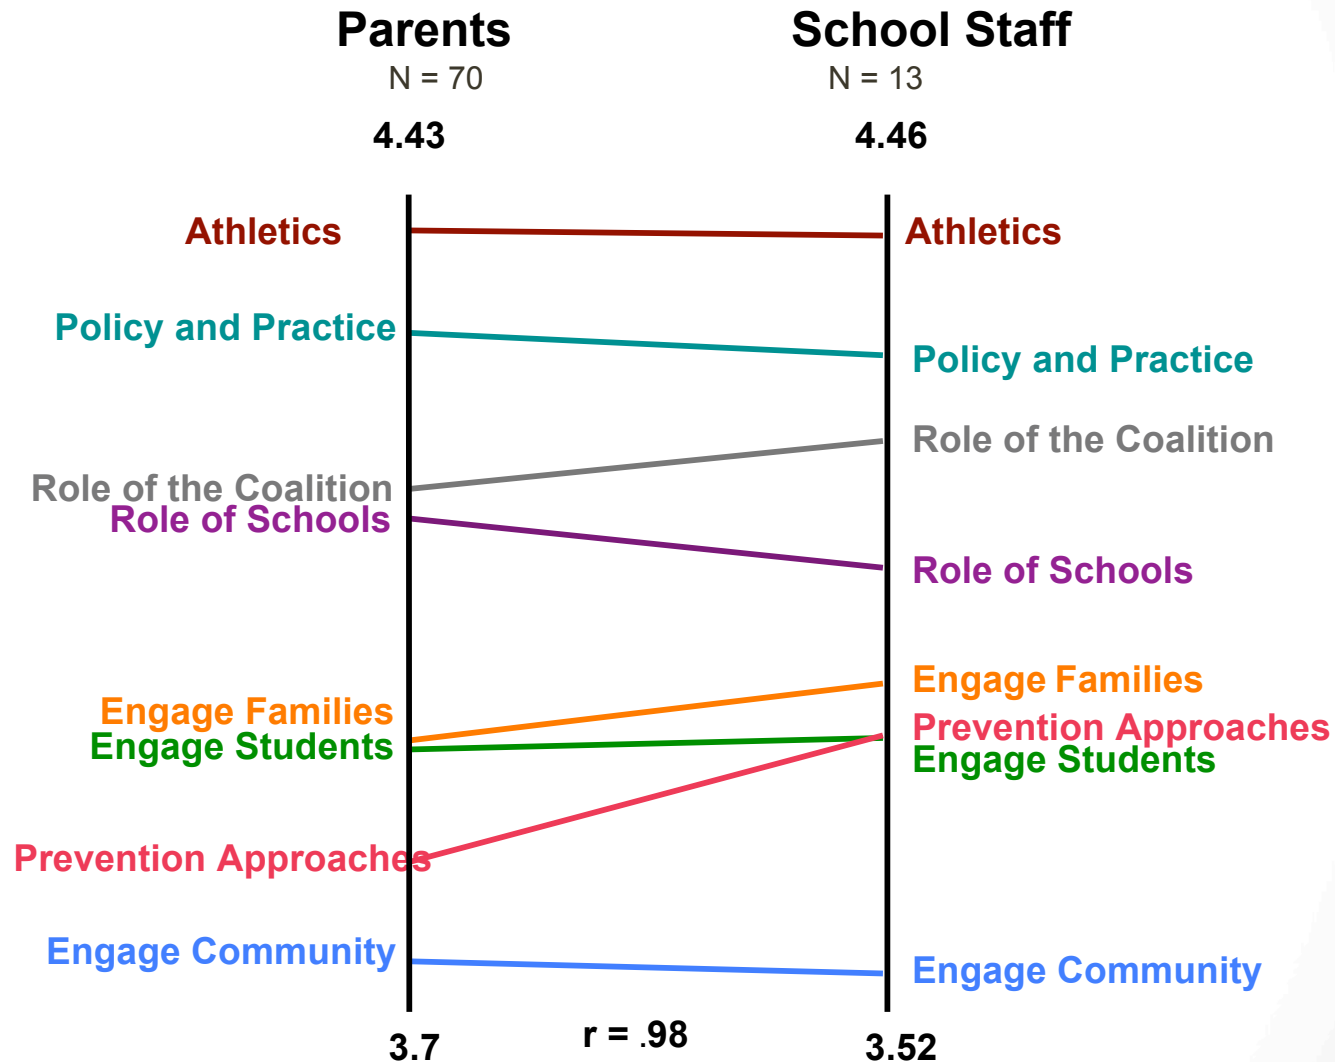 Parents School Staff
N = 70 N = 13
4.43 4.46
Athletics Athletics
Policy and Practice
Policy and Practice
Role of the Coalition
Role of the Coalition
Role of Schools
Role of Schools
Engage Families
Engage Families
Prevention Approaches
Engage Students
Engage Students
Prevention Approaches
Engage Community
Engage Community
3.7 r = .98 3.52